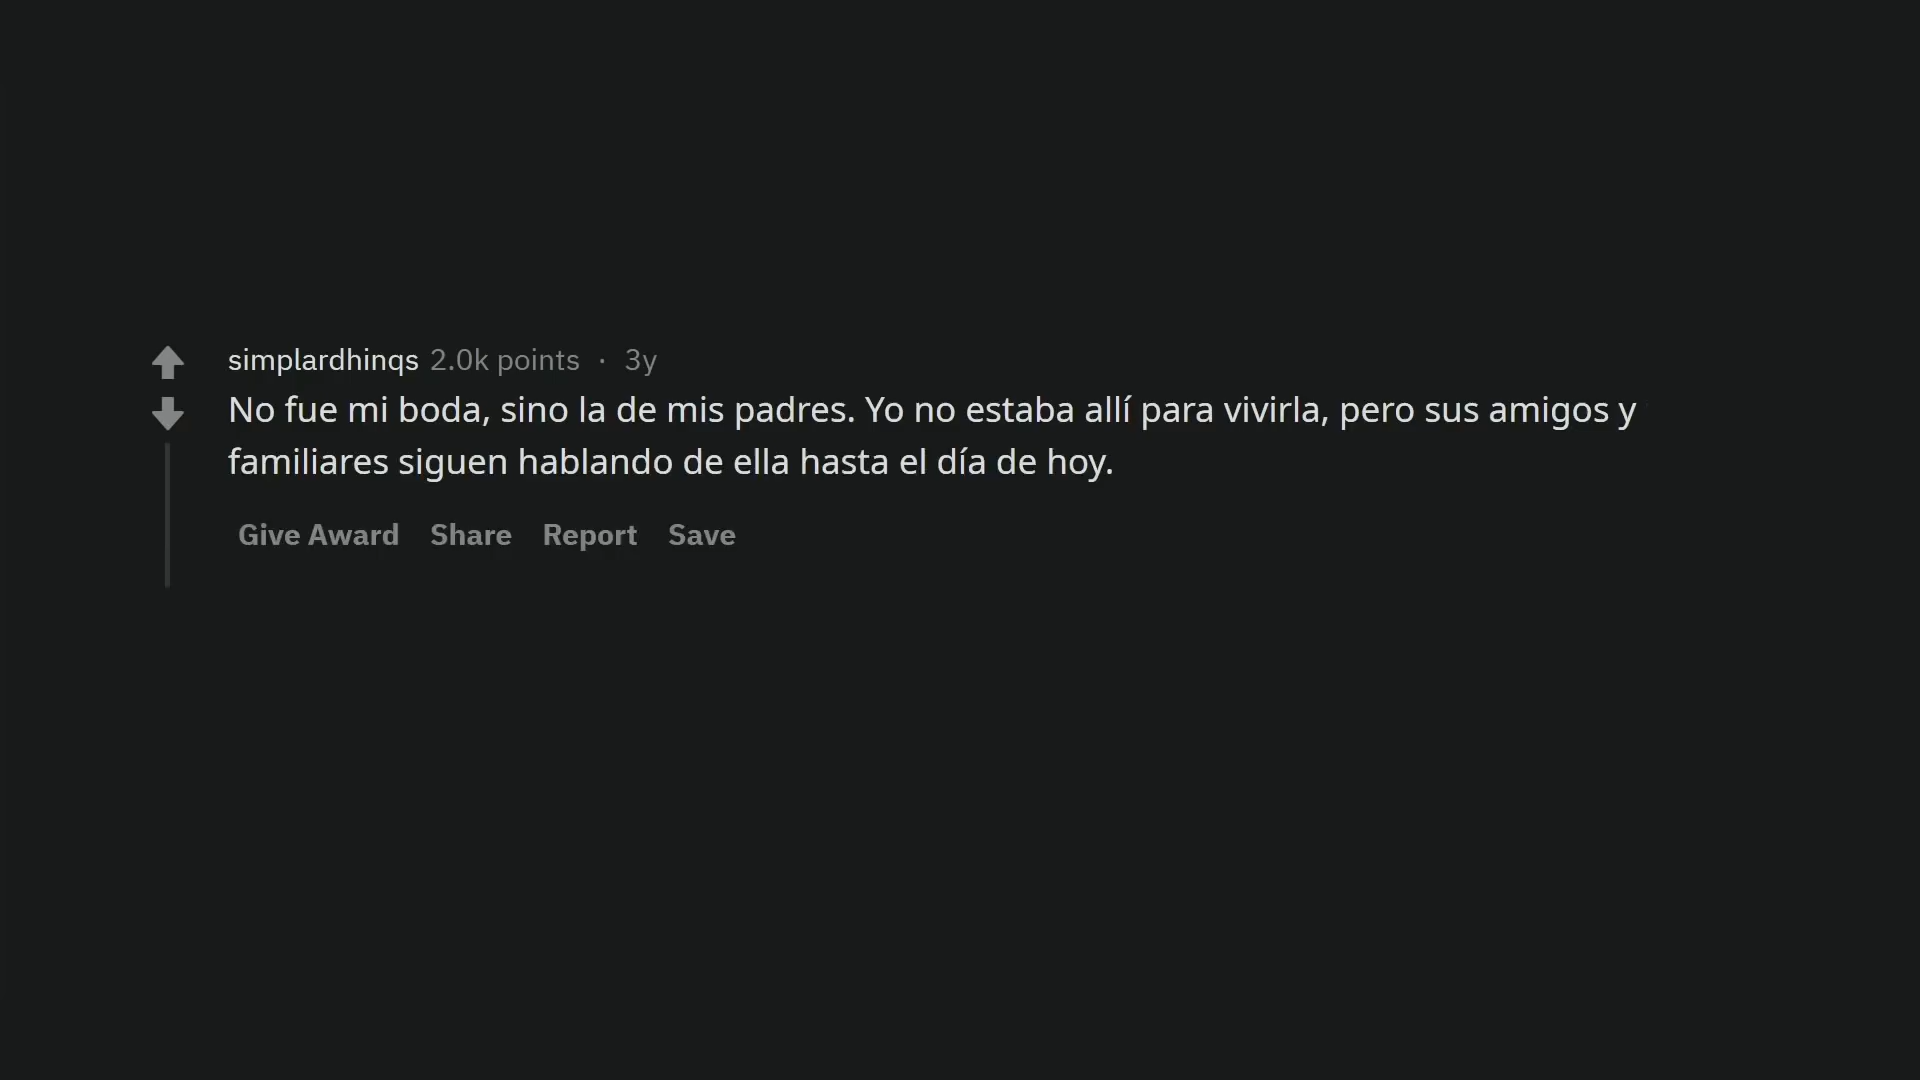 simplardhinqs 2.0k points · 3y
No fue mi boda, sino la de mis padres. Yo no estaba allí para vivirla, pero sus amigos y
familiares siguen hablando de ella hasta el día de hoy.
Give Award Share Report Save